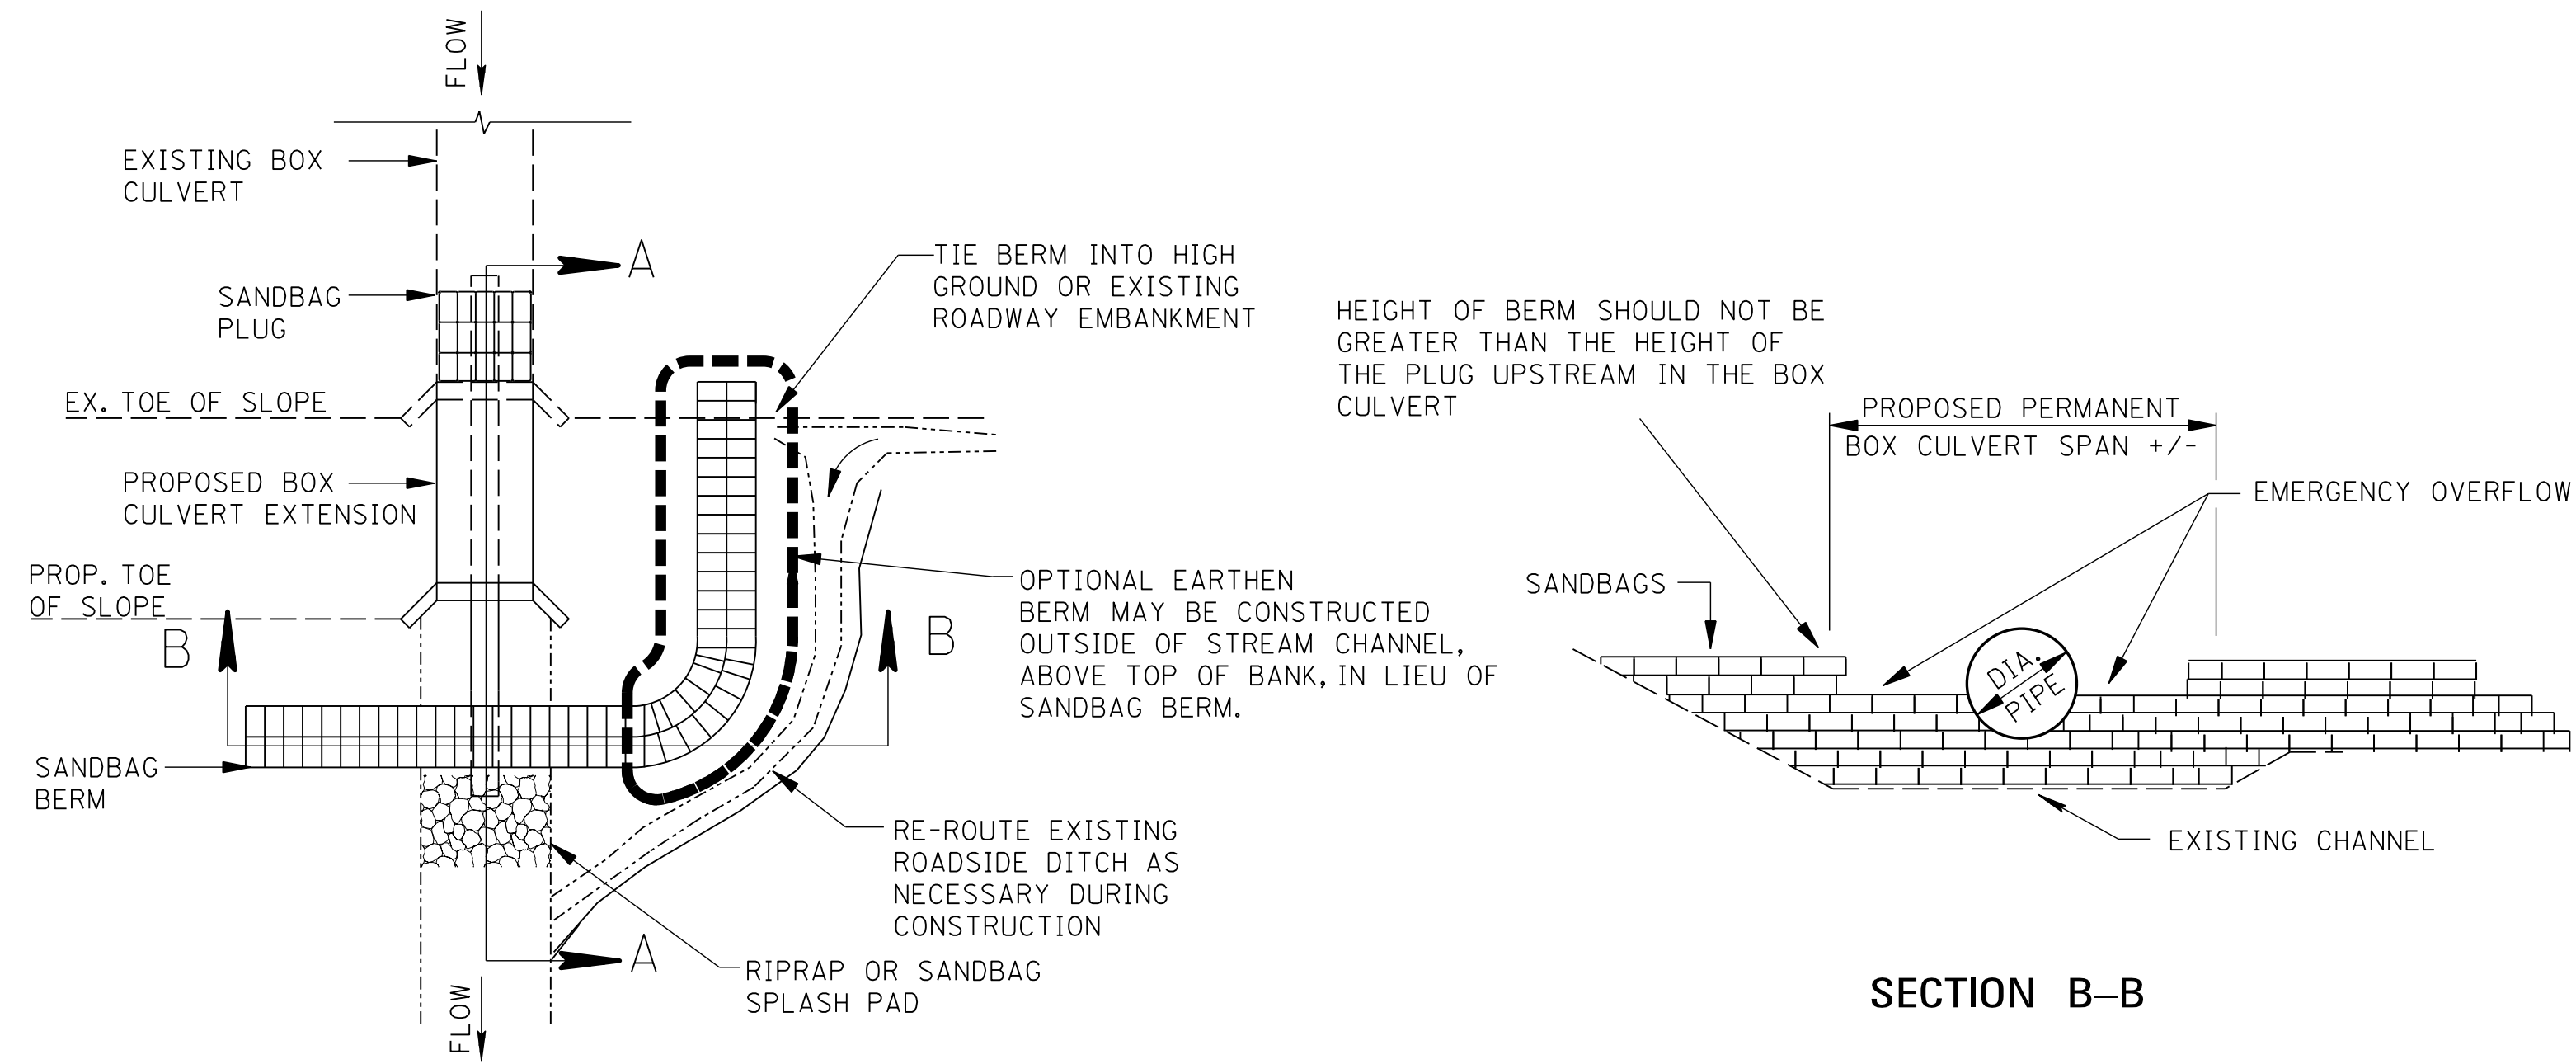 FLOW
EXISTING BOX
CULVERT
SANDBAG
PLUG
A
TIE BERM INTO HIGH
GROUND OR EXISTING
ROADWAY EMBANKMENT
EX. TOE OF SLOPE
PROPOSED BOX
CULVERT EXTENSION
PROP. TOE
OF SLOPE
B
B
OPTIONAL EARTHEN
BERM MAY BE CONSTRUCTED
OUTSIDE OF STREAM CHANNEL,
ABOVE TOP OF BANK, IN LIEU OF
SANDBAG BERM.
SANDBAG
BERM
RE-ROUTE EXISTING
ROADSIDE DITCH AS
NECESSARY DURING
CONSTRUCTION
A
RIPRAP OR SANDBAG
SPLASH PAD
FLOW
HEIGHT OF BERM SHOULD NOT BE
GREATER THAN THE HEIGHT OF
THE PLUG UPSTREAM IN THE BOX
CULVERT
PROPOSED PERMANENT
BOX CULVERT SPAN +/-
EMERGENCY OVERFLOW
SANDBAGS
DIA.
PIPE
EXISTING CHANNEL
SECTION B–B